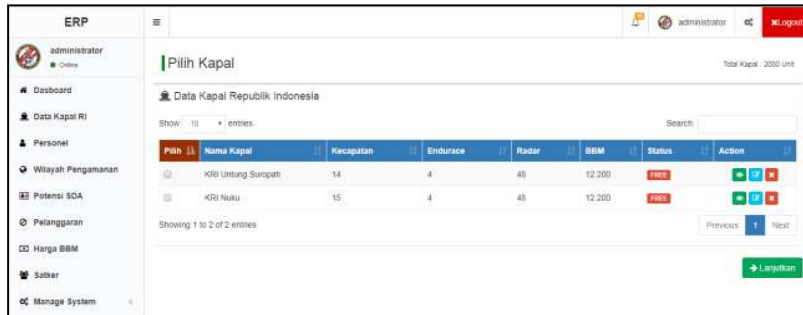 ERP
administrator
XLogout
administrator
Online
Dasboard
Data Kapal RI
Personel
Wilayah Pengamanan
Potensi SDA
Pelanggaran
Harga BBM
Satker
Manage System
Pilih Kapal
Total Kapal : 2000 Unit
Data Kapal Republik Indonesia
Show 10 entries
Search:
Pilih Nama Kapal Kecapatan Endurace Radar BBM Status Action
KRI Untung Suropati 14 4 48 12.200 FREE
KRI Nuku 15 4 48 12.200 FREE
Showing 1 to 2 of 2 entries
Previous 1 Next
Lanjutkan